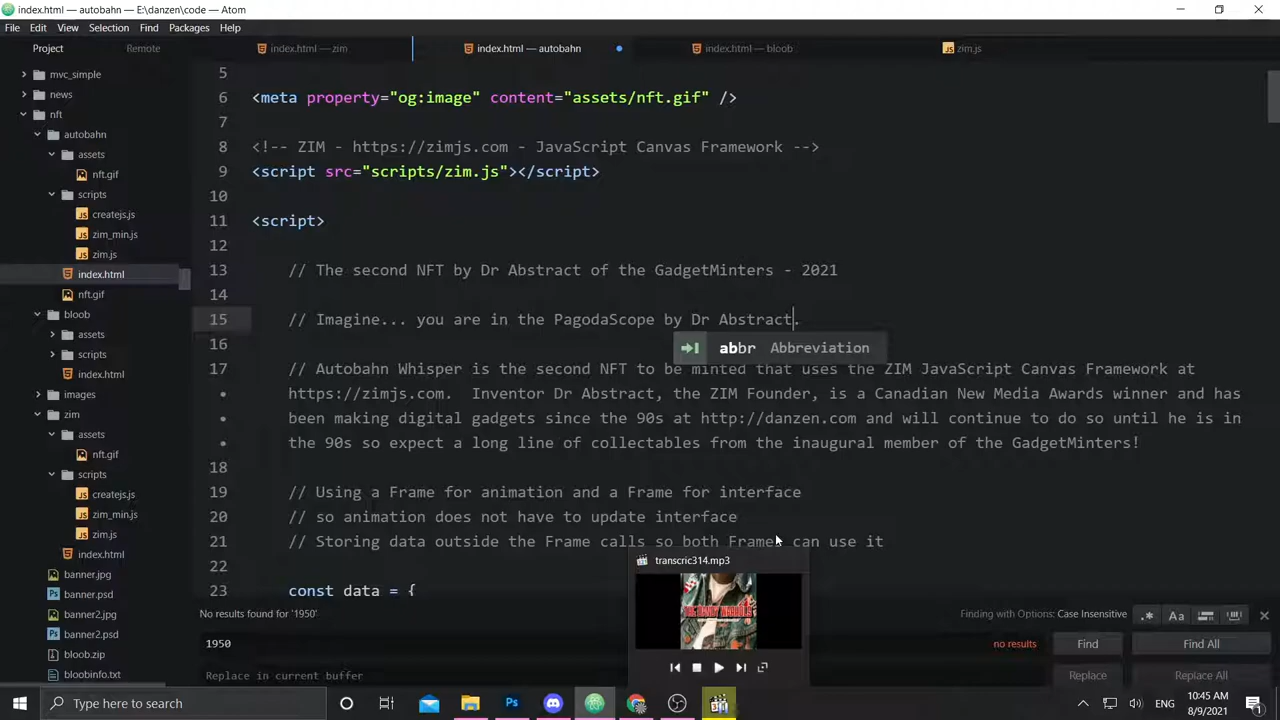 index.html — autobahn — E:\danzen\code — Atom
File Edit View Selection Find Packages Help
Project Remote
index.html — zim
index.html — autobahn
index.html — bloob
zim.js
mvc_simple
news
nft
autobahn
assets
nft.gif
scripts
createjs.js
zim_min.js
zim.js
index.html
nft.gif
bloob
assets
scripts
index.html
images
zim
assets
nft.gif
scripts
createjs.js
zim_min.js
zim.js
index.html
banner.jpg
banner.psd
banner2.jpg
banner2.psd
bloob.zip
bloobinfo.txt
5
6 <meta property="og:image" content="assets/nft.gif" />
7
8 <!-- ZIM - https://zimjs.com - JavaScript Canvas Framework -->
9 <script src="scripts/zim.js"></script>
10
11 <script>
12
13 // The second NFT by Dr Abstract of the GadgetMinters - 2021
14
15 // Imagine... you are in the PagodaScope by Dr Abstract.
abbr Abbreviation
16
17 // Autobahn Whisper is the second NFT to be minted that uses the ZIM JavaScript Canvas Framework at
• https://zimjs.com. Inventor Dr Abstract, the ZIM Founder, is a Canadian New Media Awards winner and has
• been making digital gadgets since the 90s at http://danzen.com and will continue to do so until he is in
• the 90s so expect a long line of collectables from the inaugural member of the GadgetMinters!
18
19 // Using a Frame for animation and a Frame for interface
20 // so animation does not have to update interface
21 // Storing data outside the Frame calls so both Frames can use it
22
23 const data = {
transcric314.mp3
THE DANDY WARHOLS
No results found for '1950'
Finding with Options: Case Insensitive
.* Aa
1950
no results
Find
Find All
Replace in current buffer
Replace
Replace All
Type here to search
Ps
ENG
10:45 AM
8/9/2021
1